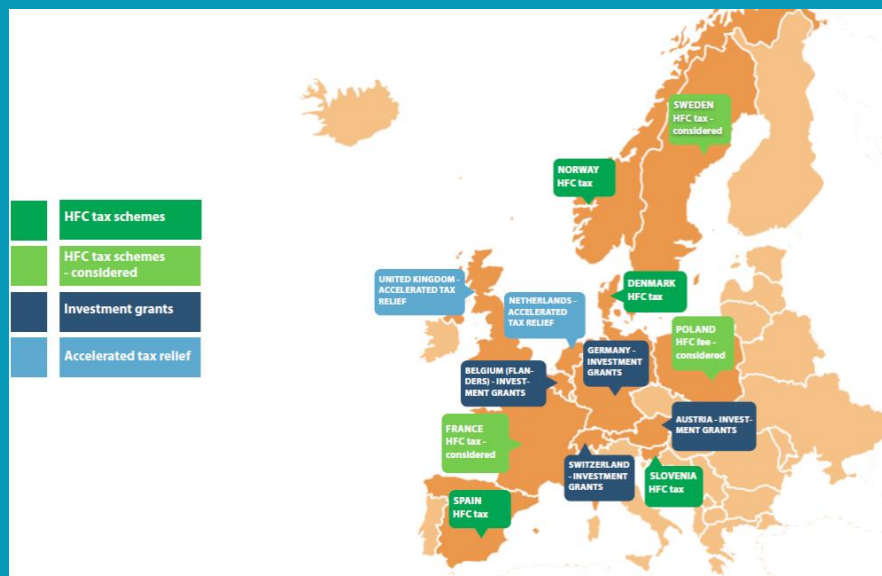 HFC tax schemes
HFC tax schemes
- considered
Investment grants
Accelerated tax relief
SWEDEN
HFC tax -
considered
NORWAY
HFC tax
UNITED KINGDOM -
ACCELERATED TAX
RELIEF
NETHERLANDS -
ACCELERATED
TAX RELIEF
DENMARK
HFC tax
POLAND
HFC fee -
considered
GERMANY -
INVESTMENT
GRANTS
BELGIUM (FLAN-
DERS) - INVEST-
MENT GRANTS
AUSTRIA - INVEST-
MENT GRANTS
FRANCE
HFC tax -
considered
SWITZERLAND
- INVESTMENT
GRANTS
SLOVENIA
HFC tax
SPAIN
HFC tax